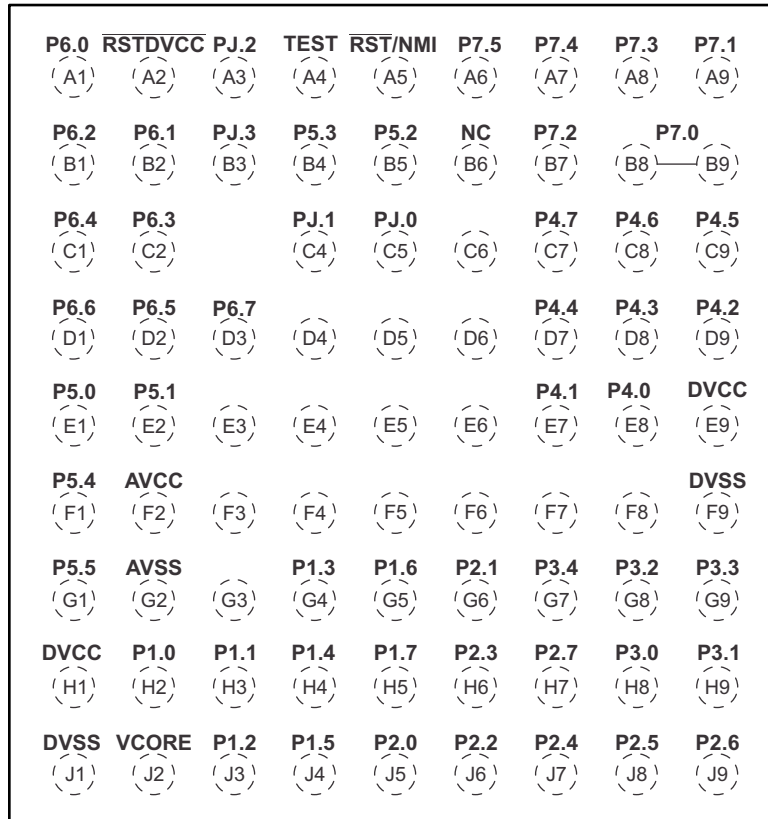 P6.0 RSTDVCC PJ.2 TEST RST/NMI P7.5 P7.4 P7.3 P7.1
A1 A2 A3 A4 A5 A6 A7 A8 A9
P6.2 P6.1 PJ.3 P5.3 P5.2 NC P7.2 P7.0
B1 B2 B3 B4 B5 B6 B7 B8 B9
P6.4 P6.3 PJ.1 PJ.0 P4.7 P4.6 P4.5
C1 C2 C4 C5 C6 C7 C8 C9
P6.6 P6.5 P6.7 P4.4 P4.3 P4.2
D1 D2 D3 D4 D5 D6 D7 D8 D9
P5.0 P5.1 P4.1 P4.0 DVCC
E1 E2 E3 E4 E5 E6 E7 E8 E9
P5.4 AVCC DVSS
F1 F2 F3 F4 F5 F6 F7 F8 F9
P5.5 AVSS P1.3 P1.6 P2.1 P3.4 P3.2 P3.3
G1 G2 G3 G4 G5 G6 G7 G8 G9
DVCC P1.0 P1.1 P1.4 P1.7 P2.3 P2.7 P3.0 P3.1
H1 H2 H3 H4 H5 H6 H7 H8 H9
DVSS VCORE P1.2 P1.5 P2.0 P2.2 P2.4 P2.5 P2.6
J1 J2 J3 J4 J5 J6 J7 J8 J9